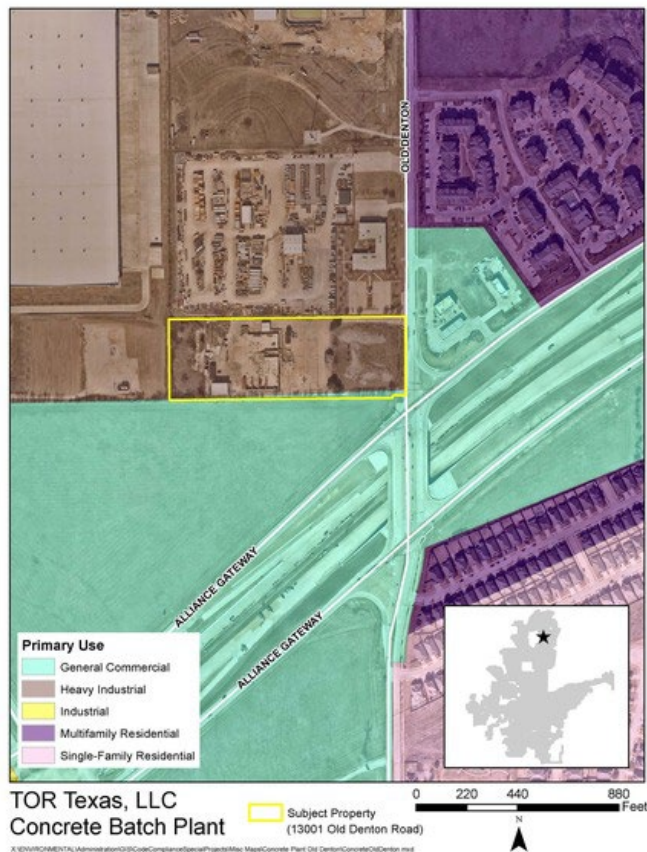 OLD DENTON
ALLIANCE GATEWAY
ALLIANCE GATEWAY
Primary Use
General Commercial
Heavy Industrial
Industrial
Multifamily Residential
Single-Family Residential
TOR Texas, LLC
Concrete Batch Plant
Subject Property
(13001 Old Denton Road)
0 220 440 880
Feet
N